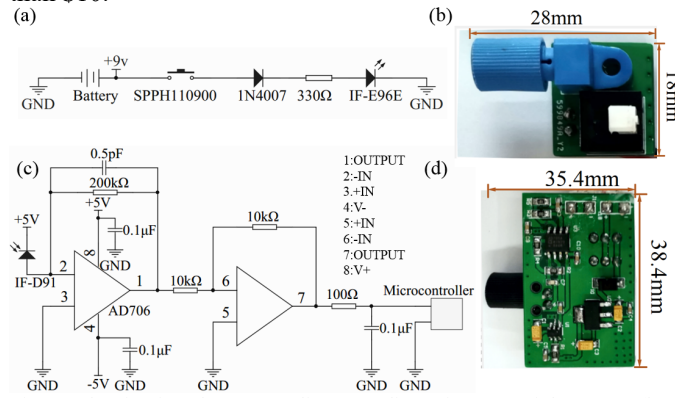 (a)
+9v
GND
Battery
SPPH110900
1N4007
330Ω
IF-E96E
GND
(b)
28mm
18mm
(c)
0.5pF
200kΩ
+5V
+5V
0.1μF
GND
IF-D91
8
2
1
3
AD706
4
0.1μF
GND
-5V
GND
10kΩ
10kΩ
6
5
7
GND
100Ω
0.1μF
GND
GND
Microcontroller
1:OUTPUT
2:-IN
3:+IN
4:V-
5:+IN
6:-IN
7:OUTPUT
8:V+
(d)
35.4mm
38.4mm